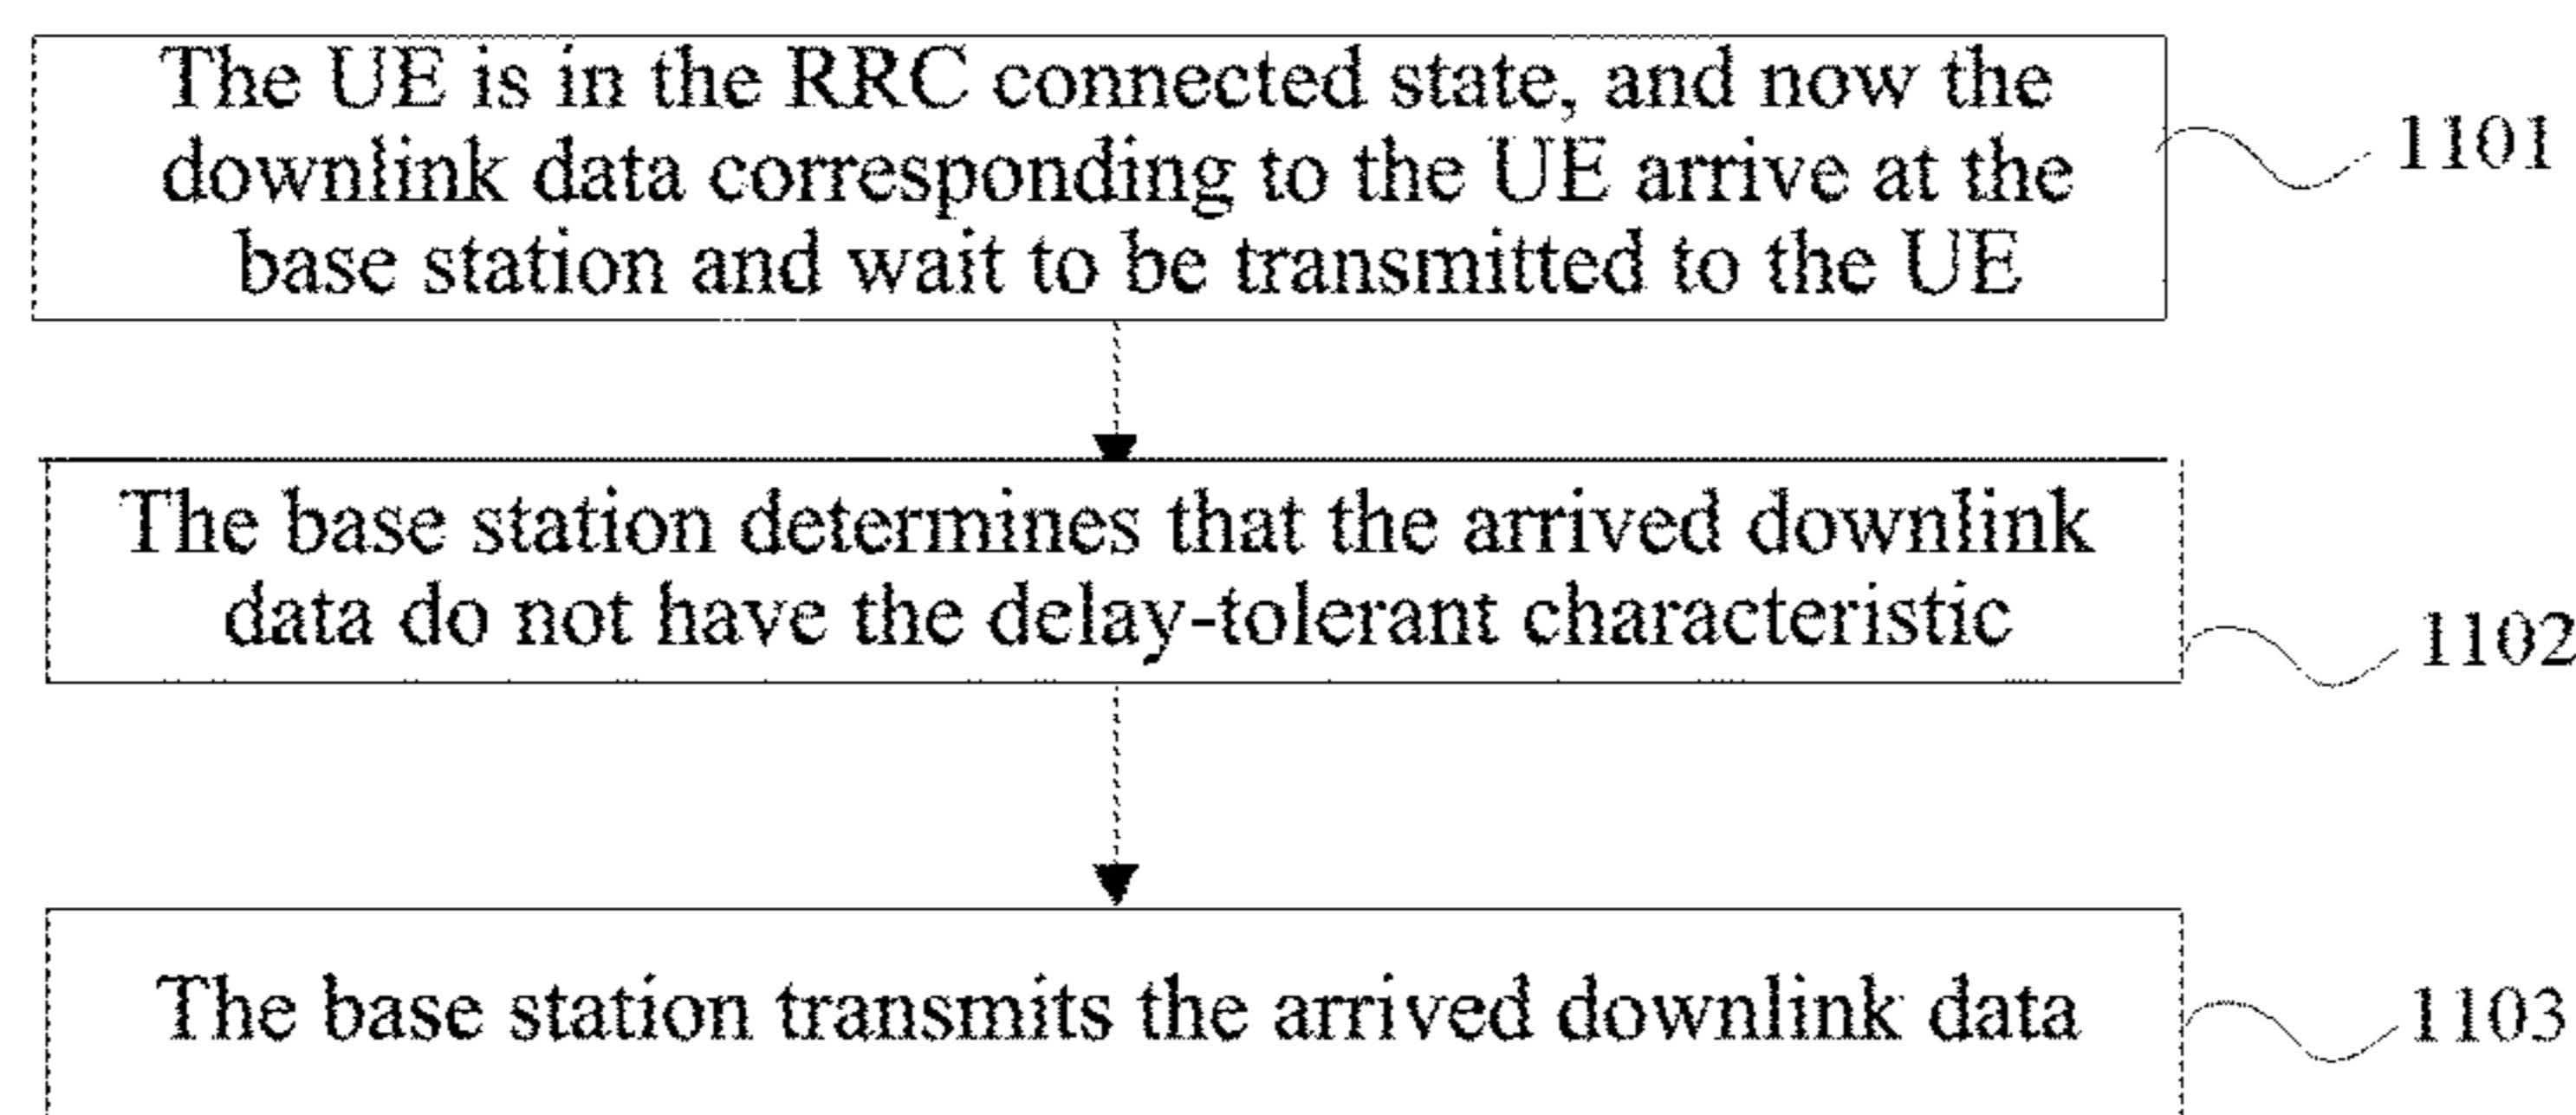 The UE is in the RRC connected state, and now the
downlink data corresponding to the UE arrive at the
base station and wait to be transmitted to the UE
1101
The base station determines that the arrived downlink
data do not have the delay-tolerant characteristic
1102
The base station transmits the arrived downlink data
1103